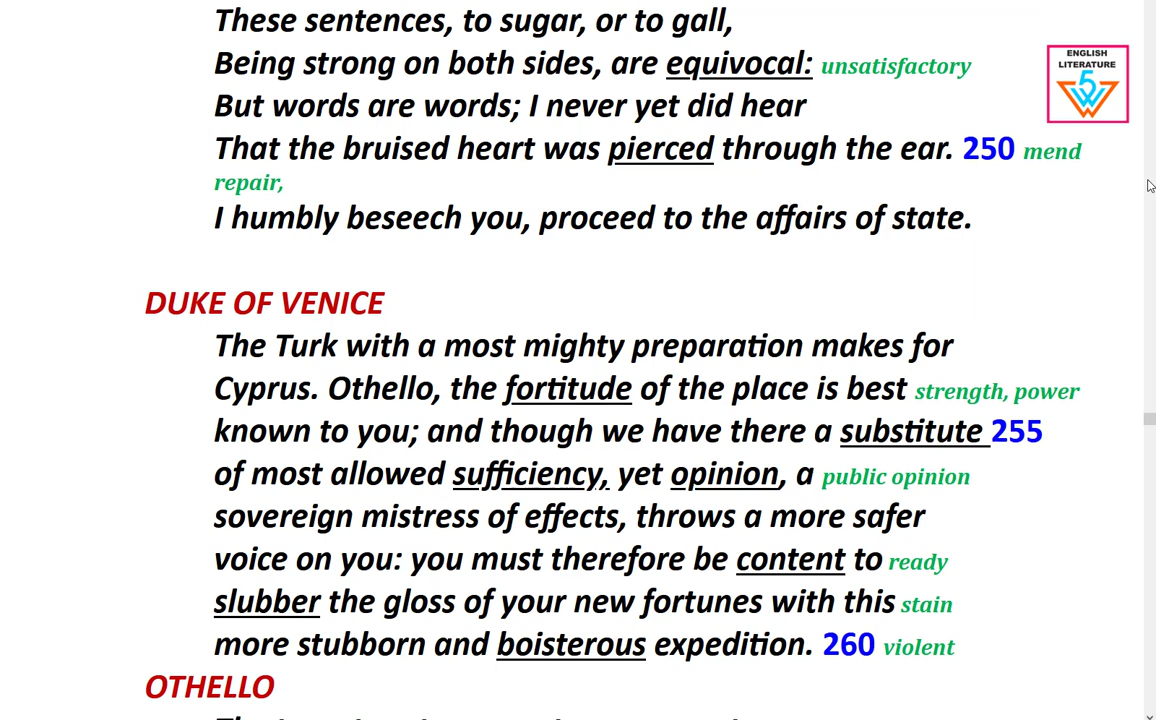 These sentences, to sugar, or to gall,
Being strong on both sides, are equivocal: unsatisfactory
But words are words; I never yet did hear
That the bruised heart was pierced through the ear. 250 mend
repair,
I humbly beseech you, proceed to the affairs of state.
DUKE OF VENICE
The Turk with a most mighty preparation makes for
Cyprus. Othello, the fortitude of the place is best strength, power
known to you; and though we have there a substitute 255
of most allowed sufficiency, yet opinion, a public opinion
sovereign mistress of effects, throws a more safer
voice on you: you must therefore be content to ready
slubber the gloss of your new fortunes with this stain
more stubborn and boisterous expedition. 260 violent
OTHELLO
ENGLISH
LITERATURE
5
W